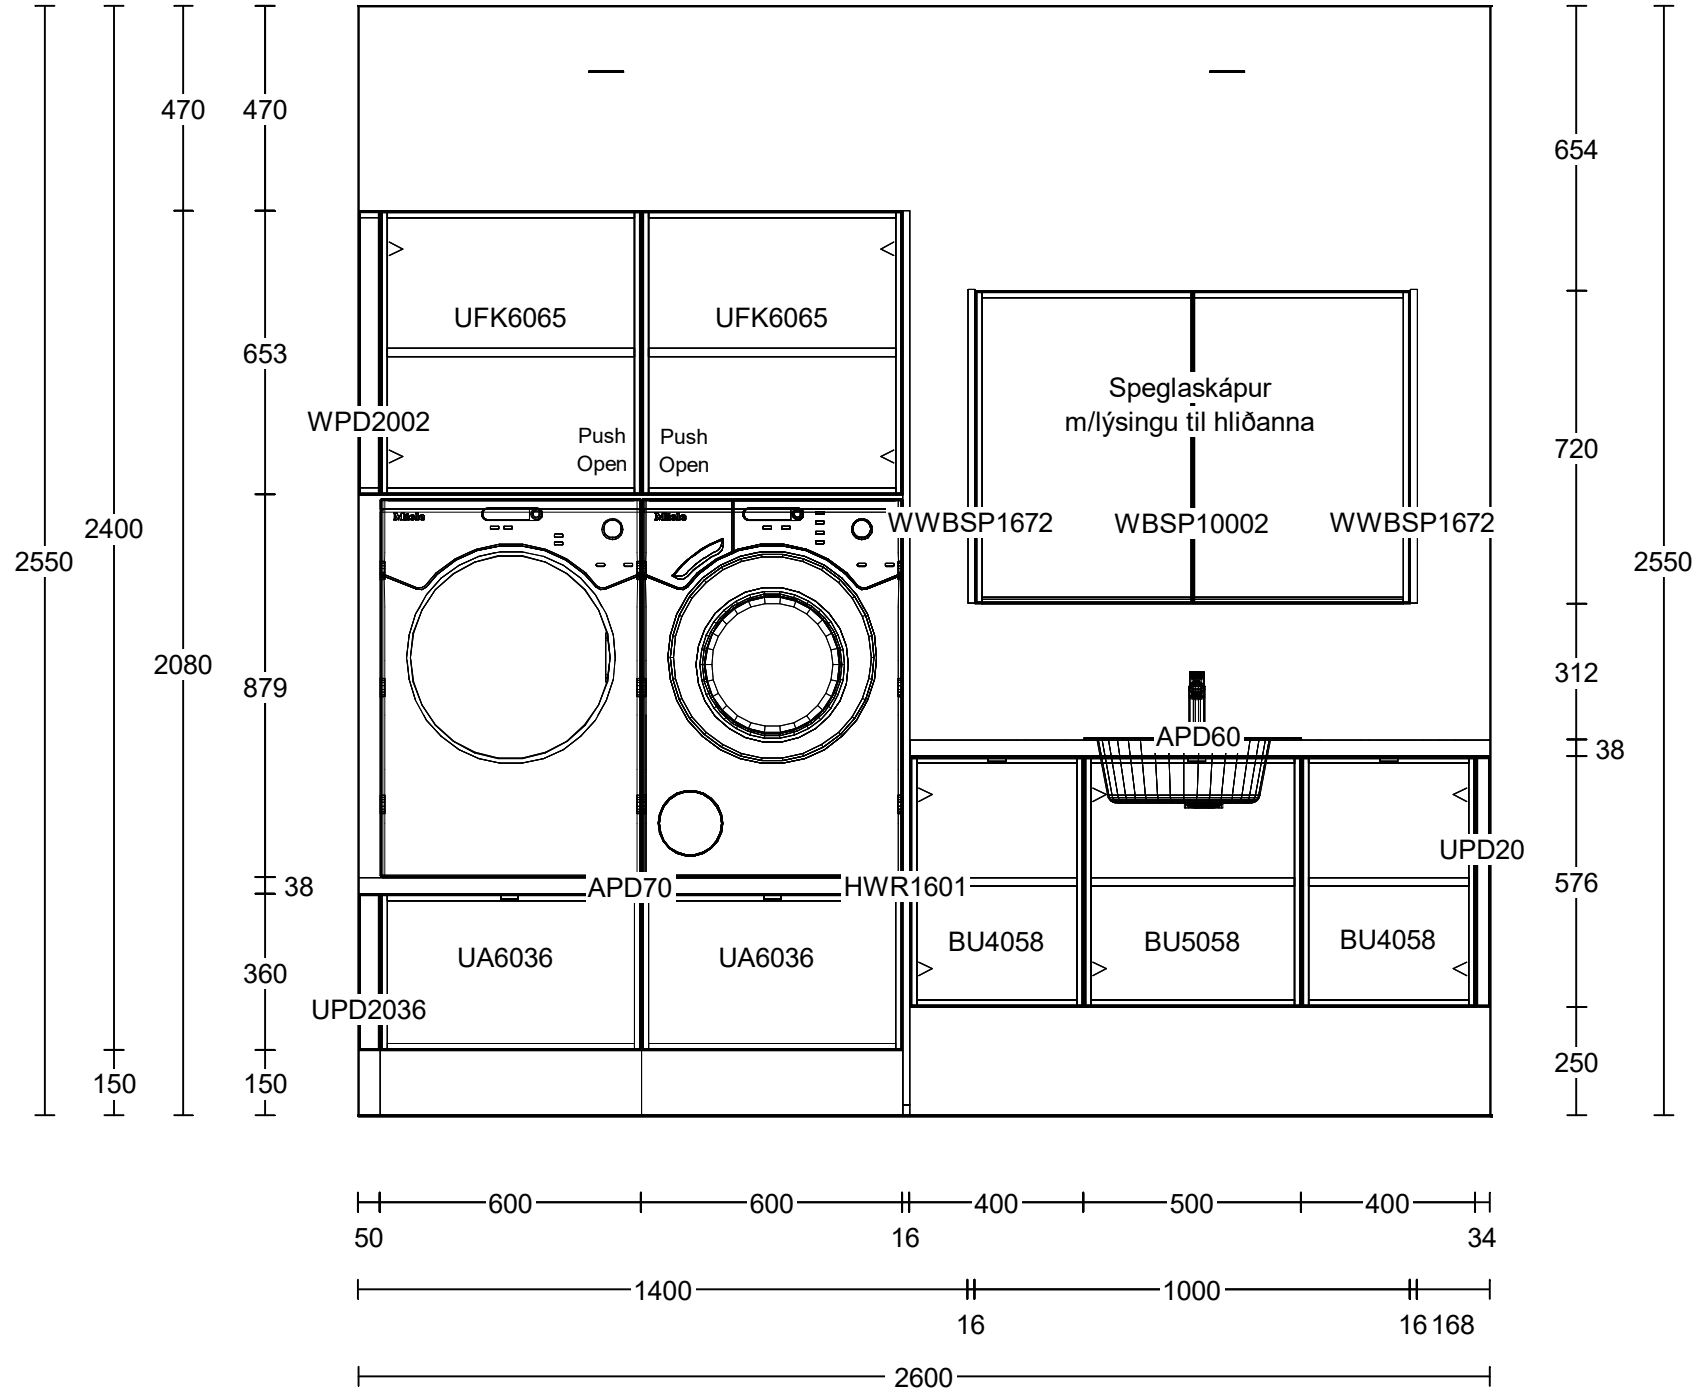 470
470
654
UFK6065
UFK6065
653
Speglaskápur
m/lýsingu til hliðanna
WPD2002
Push
Open
Push
Open
720
2400
WWBSP1672
WBSP10002
WWBSP1672
2550
2550
Miele
Miele
2080
879
312
APD60
38
UPD20
38
APD70
HWR1601
576
BU4058
BU5058
BU4058
UA6036
UA6036
360
UPD2036
250
150
150
600
600
400
500
400
50
16
34
1400
1000
16
16
168
2600